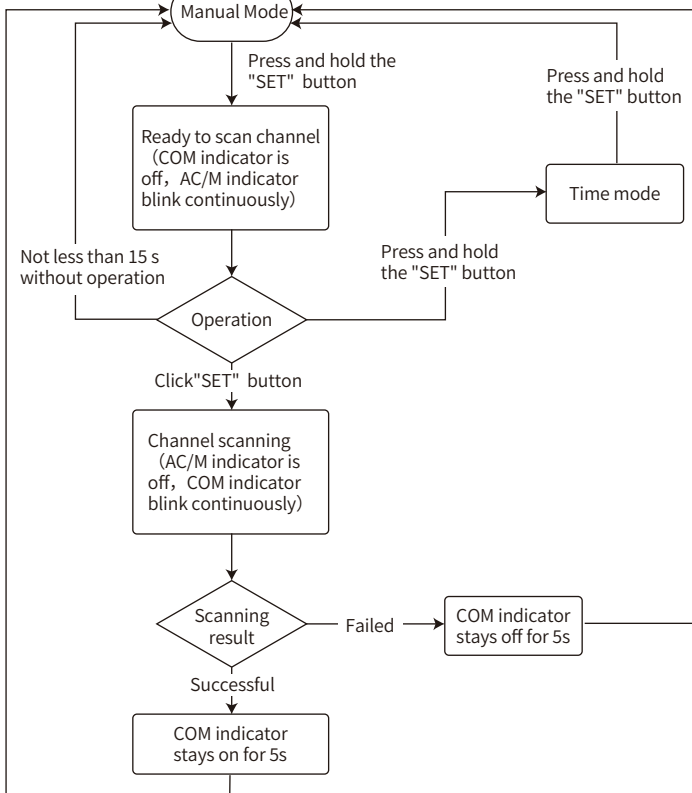 Manual Mode
Press and hold the
"SET" button
Press and hold
the "SET" button
Ready to scan channel
（COM indicator is
off，AC/M indicator
blink continuously）
Time mode
Not less than 15 s
without operation
Press and hold
the "SET" button
Operation
Click"SET" button
Channel scanning
（AC/M indicator is
off，COM indicator
blink continuously）
Scanning
result
Failed
COM indicator
stays off for 5s
Successful
COM indicator
stays on for 5s